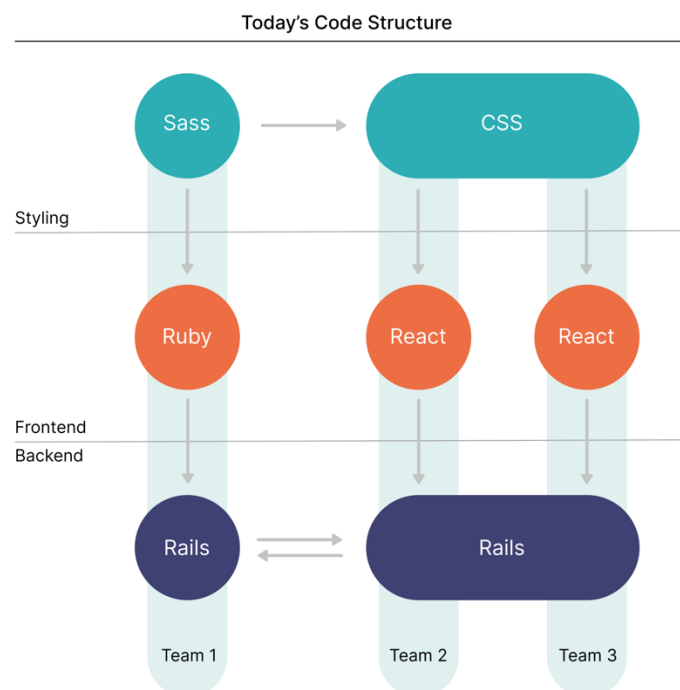 Today’s Code Structure
Sass
CSS
Styling
Ruby
React
React
Frontend
Backend
Rails
Rails
Team 1
Team 2
Team 3